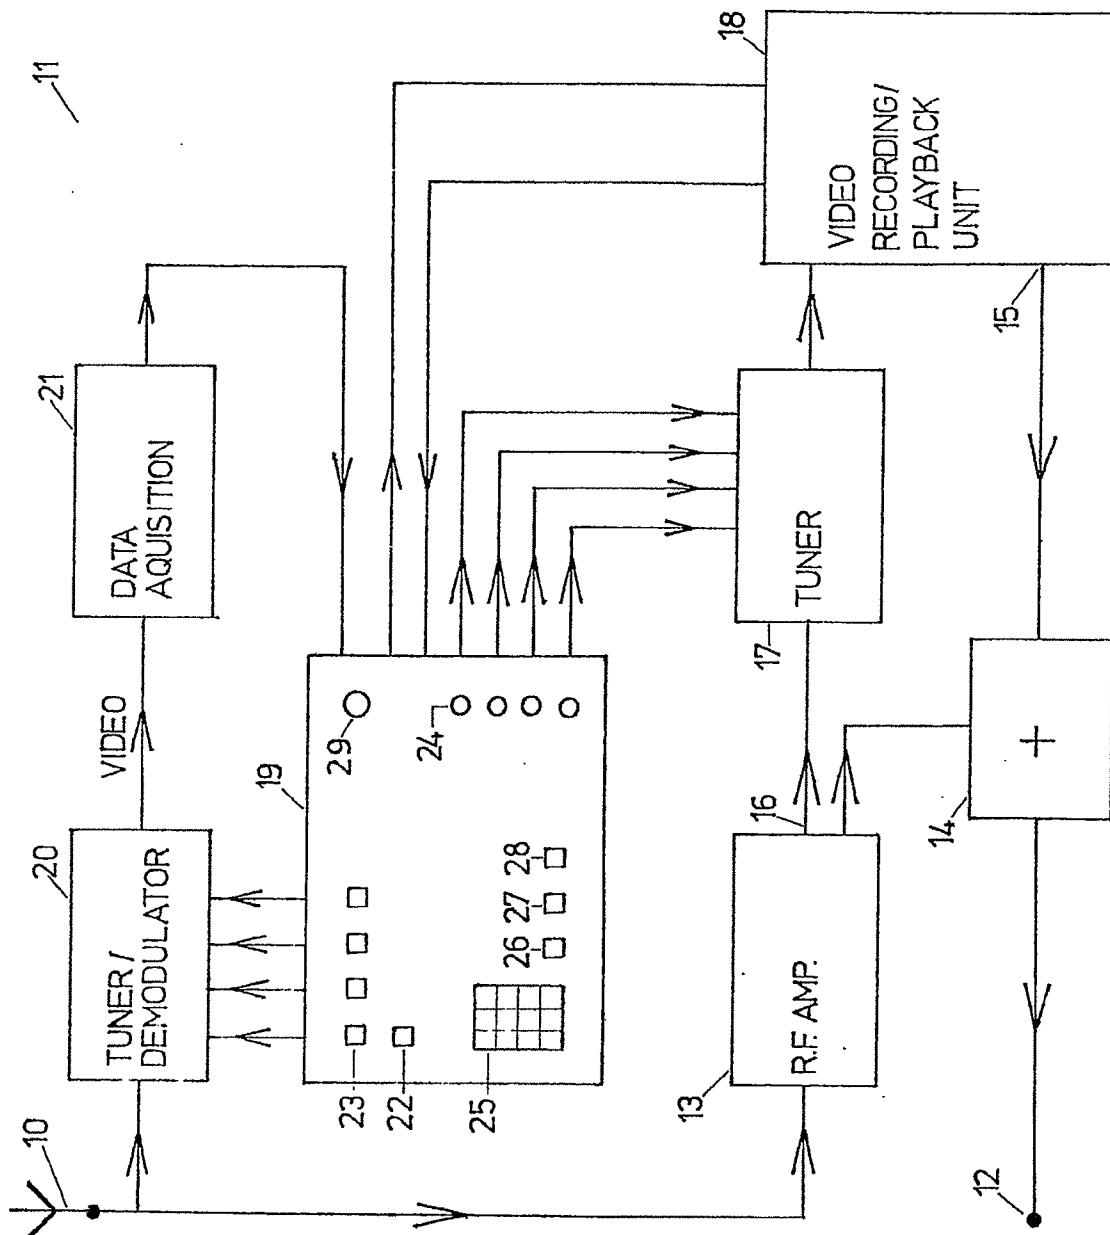 11
10
20
TUNER/
DEMODULATOR
VIDEO
21
DATA
AQUISITION
23
22
25
19
29
24
26
27
28
13
R.F. AMP.
16
17
TUNER
18
VIDEO
RECORDING/
PLAYBACK
UNIT
12
14
+
15